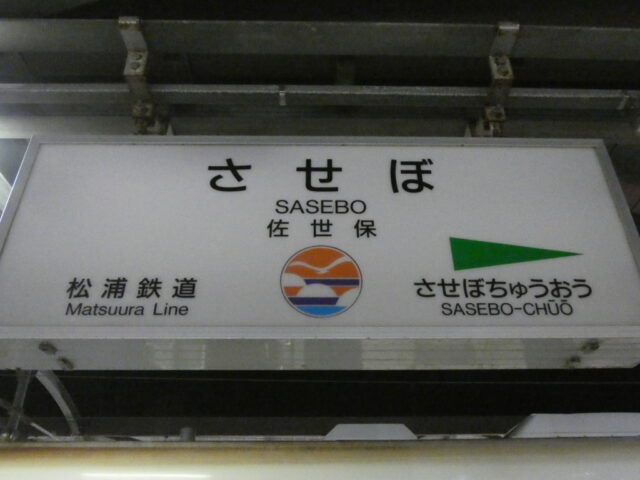 させぼ
SASEBO
佐世保
松浦鉄道
Matsuura Line
させぼちゅうおう
SASEBO-CHŪŌ